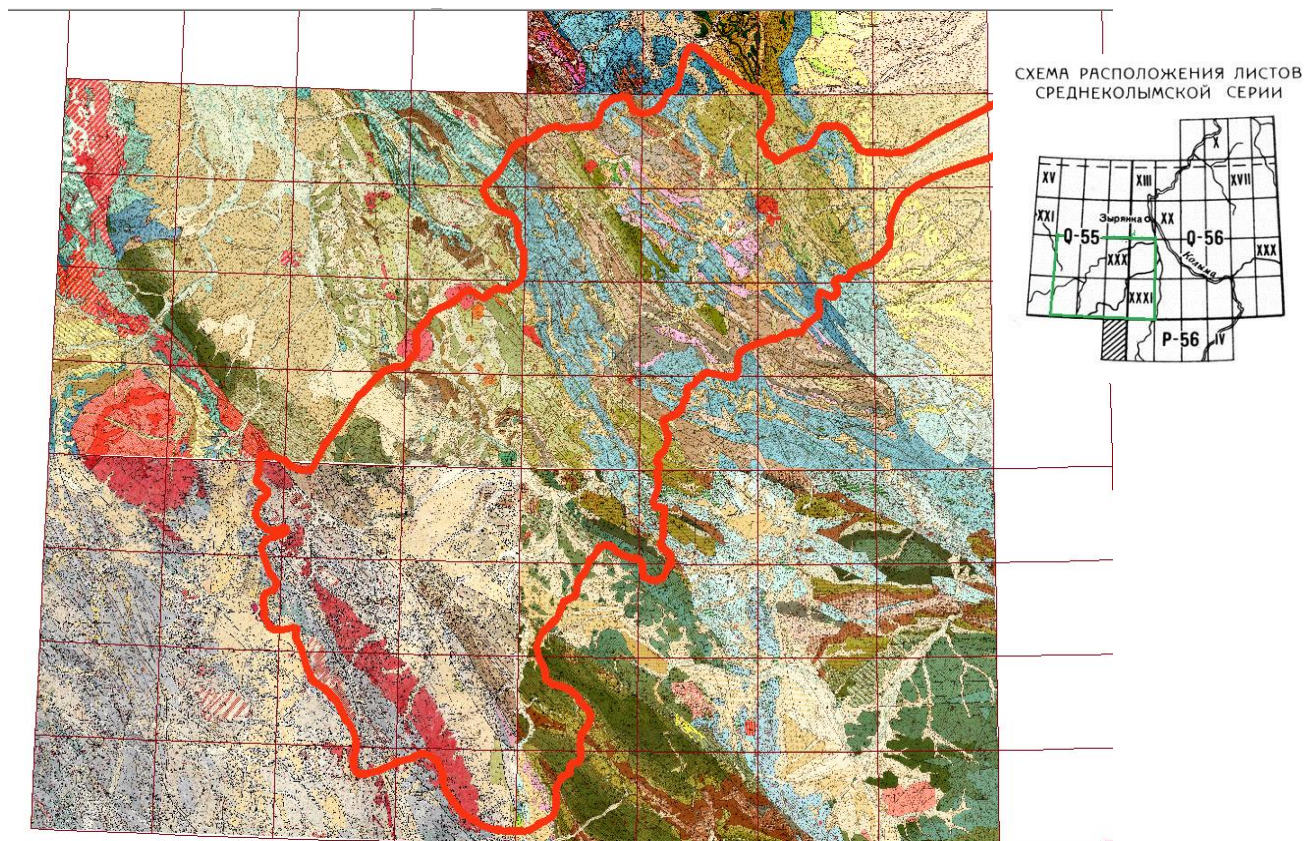 СХЕМА РАСПОЛОЖЕНИЯ ЛИСТОВ
СРЕДНЕКОЛЫМСКОЙ СЕРИИ
X
XV
XIII
XVII
XXI
Зырянка
XX
Q-55
Q-56
XXX
XXX
Колыма
XXXI
P-56
IV